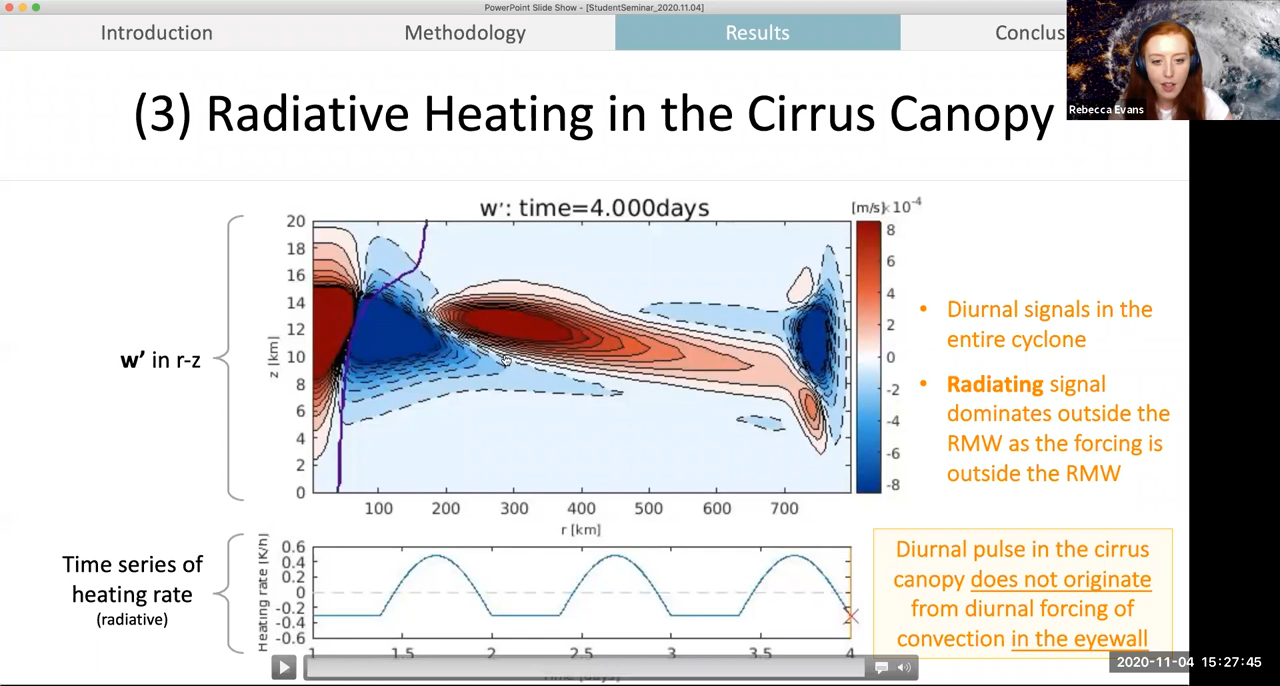 PowerPoint Slide Show - [StudentSeminar_2020.11.04]
Introduction
Methodology
Results
Conclus
Rebecca Evans
(3) Radiative Heating in the Cirrus Canopy
w': time=4.000days
[m/s] × 10⁻⁴
20
18
16
14
12
10
8
6
4
2
0
z [km]
100 200 300 400 500 600 700
r [km]
8
6
4
2
0
-2
-4
-6
-8
w' in r-z
• Diurnal signals in the
entire cyclone
• Radiating signal
dominates outside the
RMW as the forcing is
outside the RMW
Time series of
heating rate
(radiative)
Heating rate [K/h]
0.6
0.4
0.2
0
-0.2
-0.4
-0.6
1 1.5 2 2.5 3 3.5 4
Diurnal pulse in the cirrus
canopy does not originate
from diurnal forcing of
convection in the eyewall
2020-11-04 15:27:45